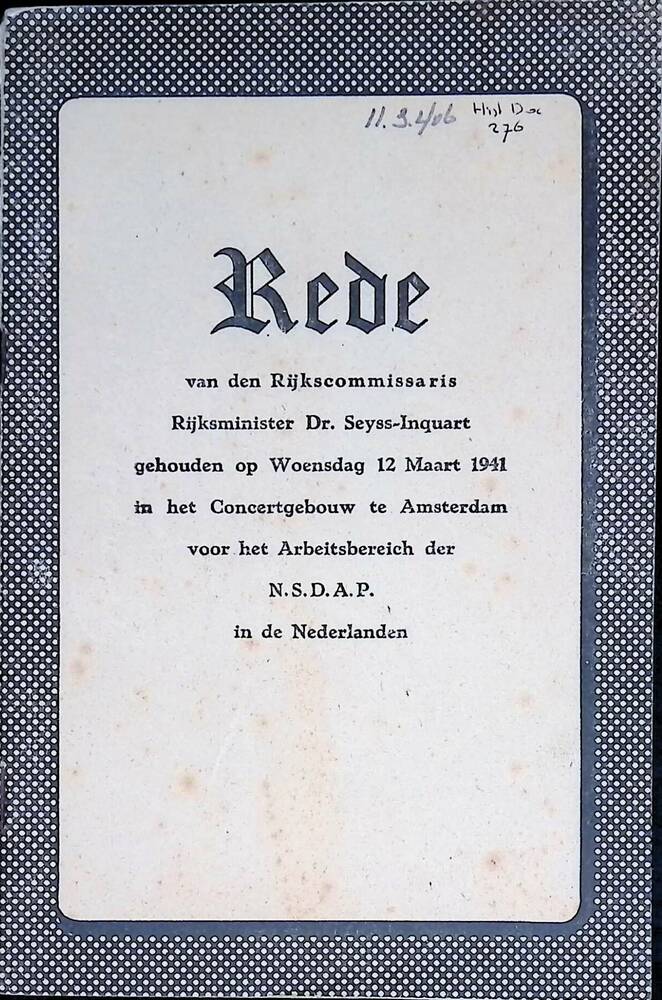 11.3.406 Hist Doc
276
Rede
van den Rijkscommissaris
Rijksminister Dr. Seyss-Inquart
gehouden op Woensdag 12 Maart 1941
in het Concertgebouw te Amsterdam
voor het Arbeitsbereich der
N.S.D.A.P.
in de Nederlanden